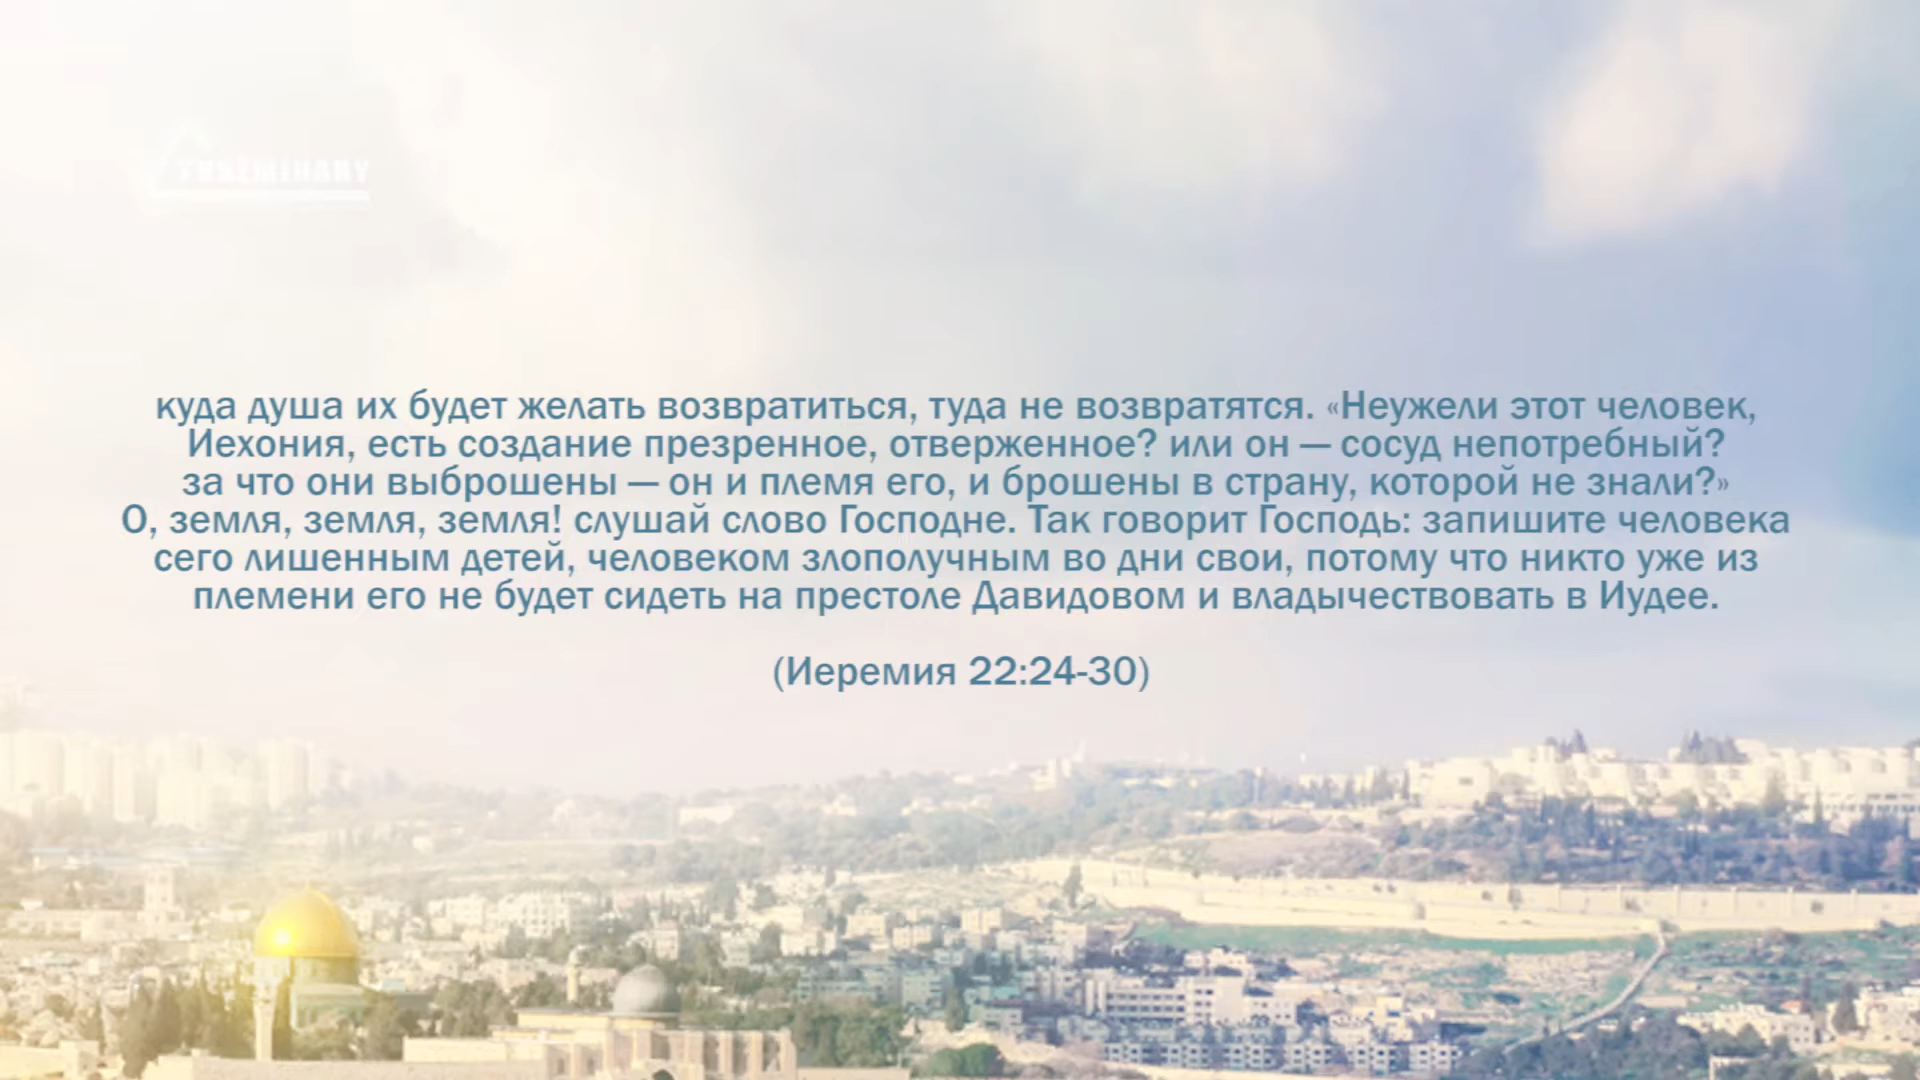 TVSEMINARY
куда душа их будет желать возвратиться, туда не возвратятся. «Неужели этот человек,
Иехония, есть создание презренное, отверженное? или он — сосуд непотребный?
за что они выброшены — он и племя его, и брошены в страну, которой не знали?»
О, земля, земля, земля! слушай слово Господне. Так говорит Господь: запишите человека
сего лишенным детей, человеком злополучным во дни свои, потому что никто уже из
племени его не будет сидеть на престоле Давидовом и владычествовать в Иудее.
(Иеремия 22:24-30)